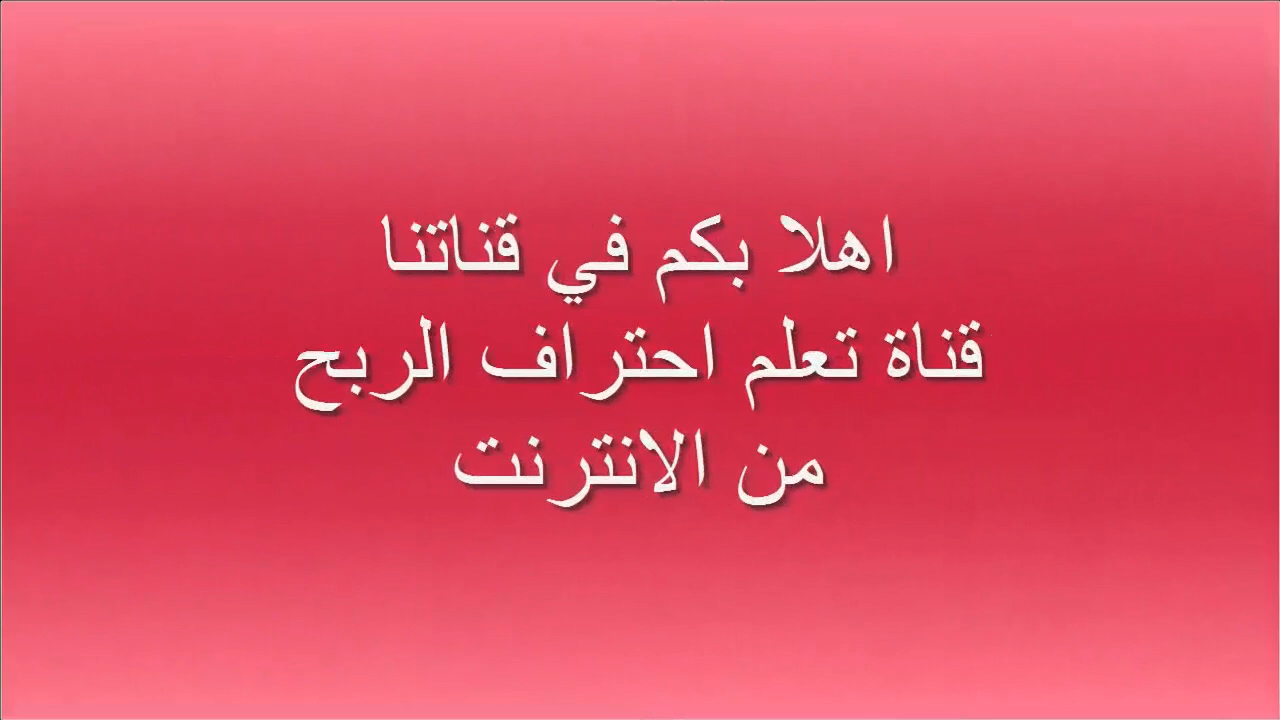 اهلا بكم في قناتنا
قناة تعلم احتراف الربح
من الانترنت